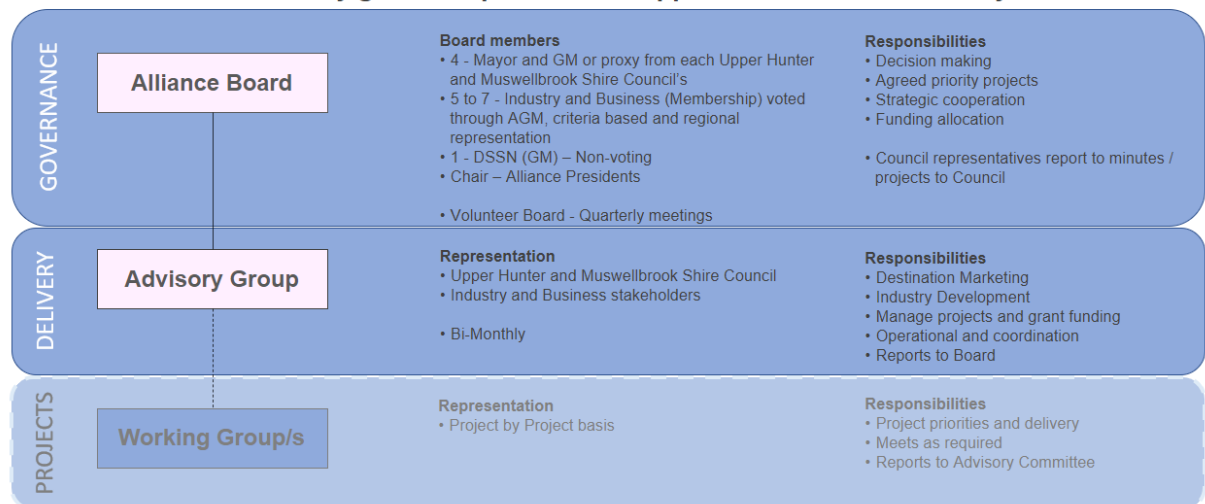 GOVERNANCE
Alliance Board
Board members
• 4 - Mayor and GM or proxy from each Upper Hunter
and Muswellbrook Shire Council's
• 5 to 7 - Industry and Business (Membership) voted
through AGM, criteria based and regional
representation
• 1 - DSSN (GM) – Non-voting
• Chair – Alliance Presidents
• Volunteer Board - Quarterly meetings
Responsibilities
• Decision making
• Agreed priority projects
• Strategic cooperation
• Funding allocation
• Council representatives report to minutes /
projects to Council
DELIVERY
Advisory Group
Representation
• Upper Hunter and Muswellbrook Shire Council
• Industry and Business stakeholders
• Bi-Monthly
Responsibilities
• Destination Marketing
• Industry Development
• Manage projects and grant funding
• Operational and coordination
• Reports to Board
PROJECTS
Working Group/s
Representation
• Project by Project basis
Responsibilities
• Project priorities and delivery
• Meets as required
• Reports to Advisory Committee